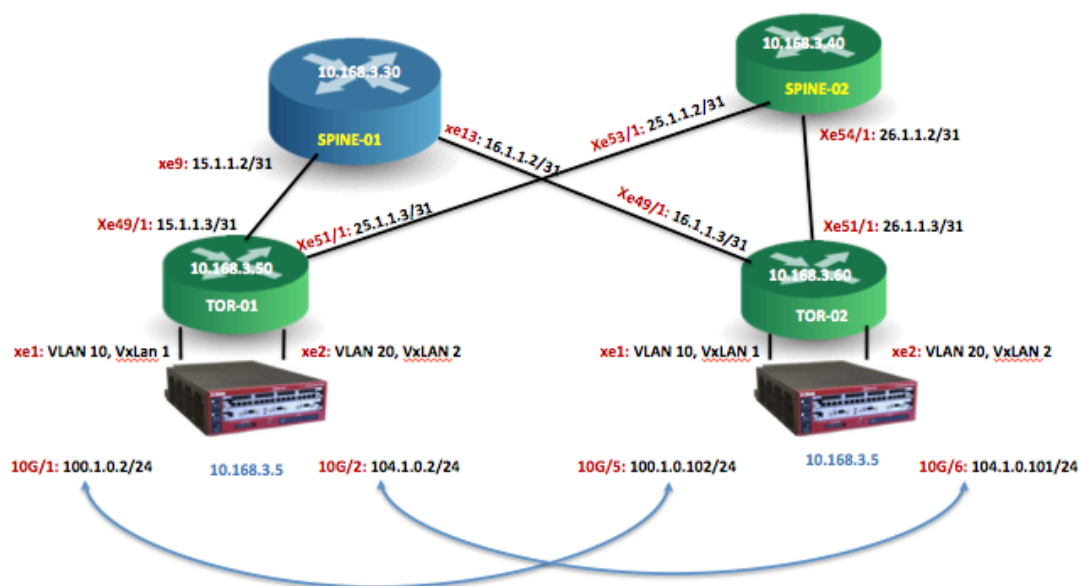 10.168.3.40
10.168.3.30
SPINE-02
SPINE-01
xe13: 16.1.1.2/31
Xe53/1: 25.1.1.2/31
Xe54/1: 26.1.1.2/31
xe9: 15.1.1.2/31
Xe49/1: 15.1.1.3/31
Xe51/1: 25.1.1.3/31
Xe49/1: 16.1.1.3/31
Xe51/1: 26.1.1.3/31
10.168.3.50
10.168.3.60
TOR-01
TOR-02
xe1: VLAN 10, VxLan 1
xe2: VLAN 20, VxLAN 2
xe1: VLAN 10, VxLAN 1
xe2: VLAN 20, VxLAN 2
10G/1: 100.1.0.2/24
10.168.3.5
10G/2: 104.1.0.2/24
10G/5: 100.1.0.102/24
10.168.3.5
10G/6: 104.1.0.101/24